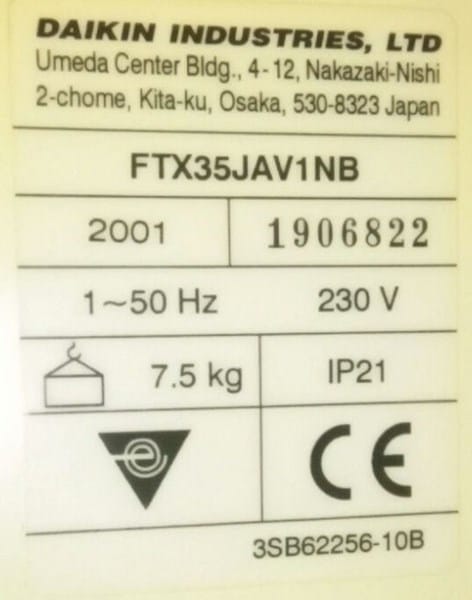 DAIKIN INDUSTRIES, LTD
Umeda Center Bldg., 4-12, Nakazaki-Nishi
2-chome, Kita-ku, Osaka, 530-8323 Japan
FTX35JAV1NB
2001 1906822
1~50 Hz 230 V
7.5 kg IP21
e CE
3SB62256-10B